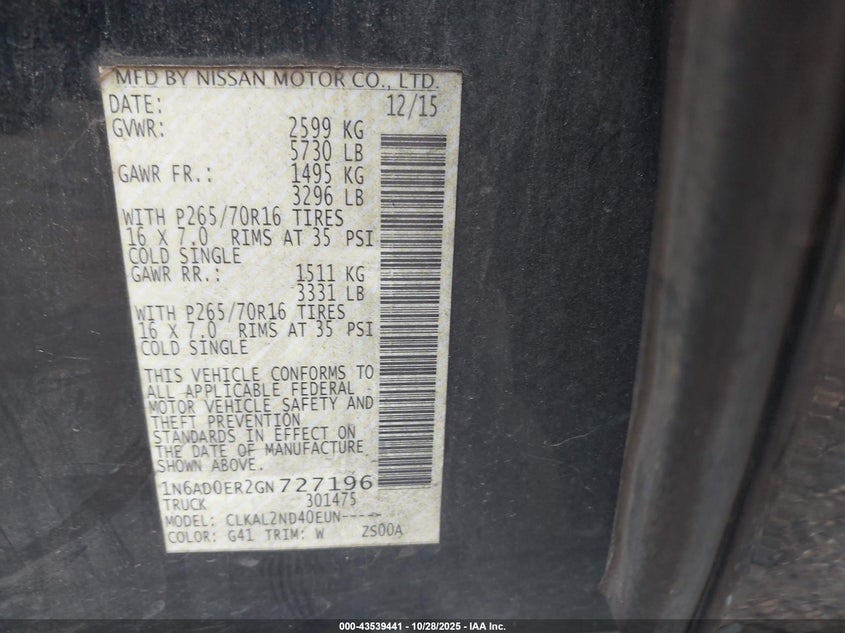 MFD BY NISSAN MOTOR CO., LTD.
DATE: 12/15
GVWR: 2599 KG
5730 LB
GAWR FR.: 1495 KG
3296 LB
WITH P265/70R16 TIRES
16 X 7.0 RIMS AT 35 PSI
COLD SINGLE
GAWR RR.: 1511 KG
3331 LB
WITH P265/70R16 TIRES
16 X 7.0 RIMS AT 35 PSI
COLD SINGLE
THIS VEHICLE CONFORMS TO
ALL APPLICABLE FEDERAL
MOTOR VEHICLE SAFETY AND
THEFT PREVENTION
STANDARDS IN EFFECT ON
THE DATE OF MANUFACTURE
SHOWN ABOVE.
1N6AD0ER2GN727196
TRUCK 301475
MODEL: CLKAL2ND40EUN-----
COLOR: G41 TRIM: W ZS00A
000-43539441 | 10/28/2025 - IAA Inc.